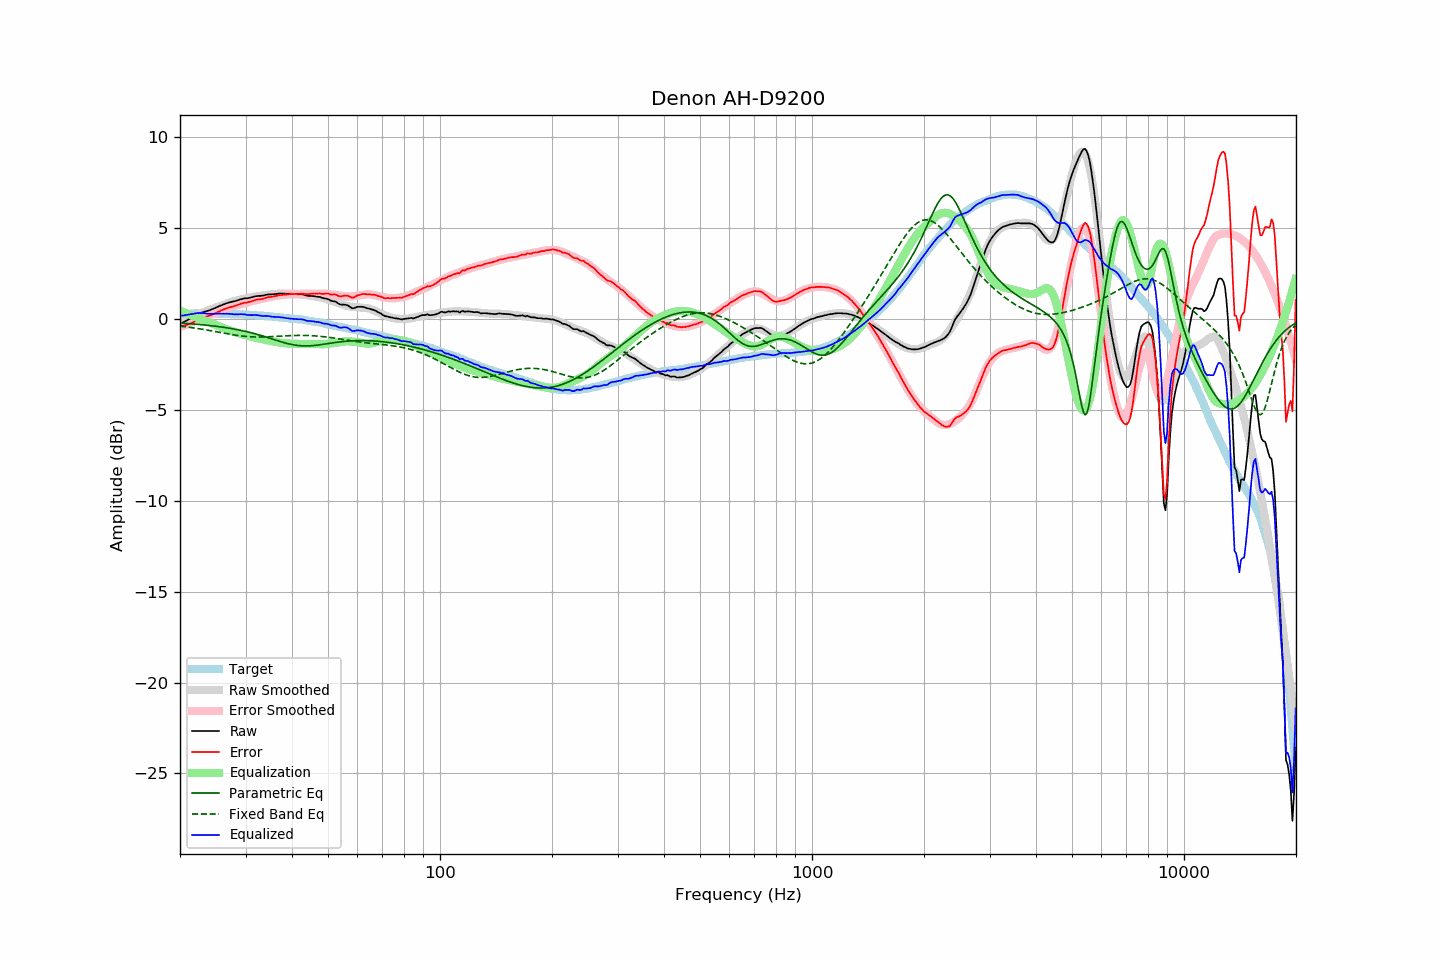 Denon AH-D9200
Amplitude (dBr)
10
5
0
−5
−10
−15
−20
−25
Target
Raw Smoothed
Error Smoothed
Raw
Error
Equalization
Parametric Eq
Fixed Band Eq
Equalized
100 1000 10000
Frequency (Hz)